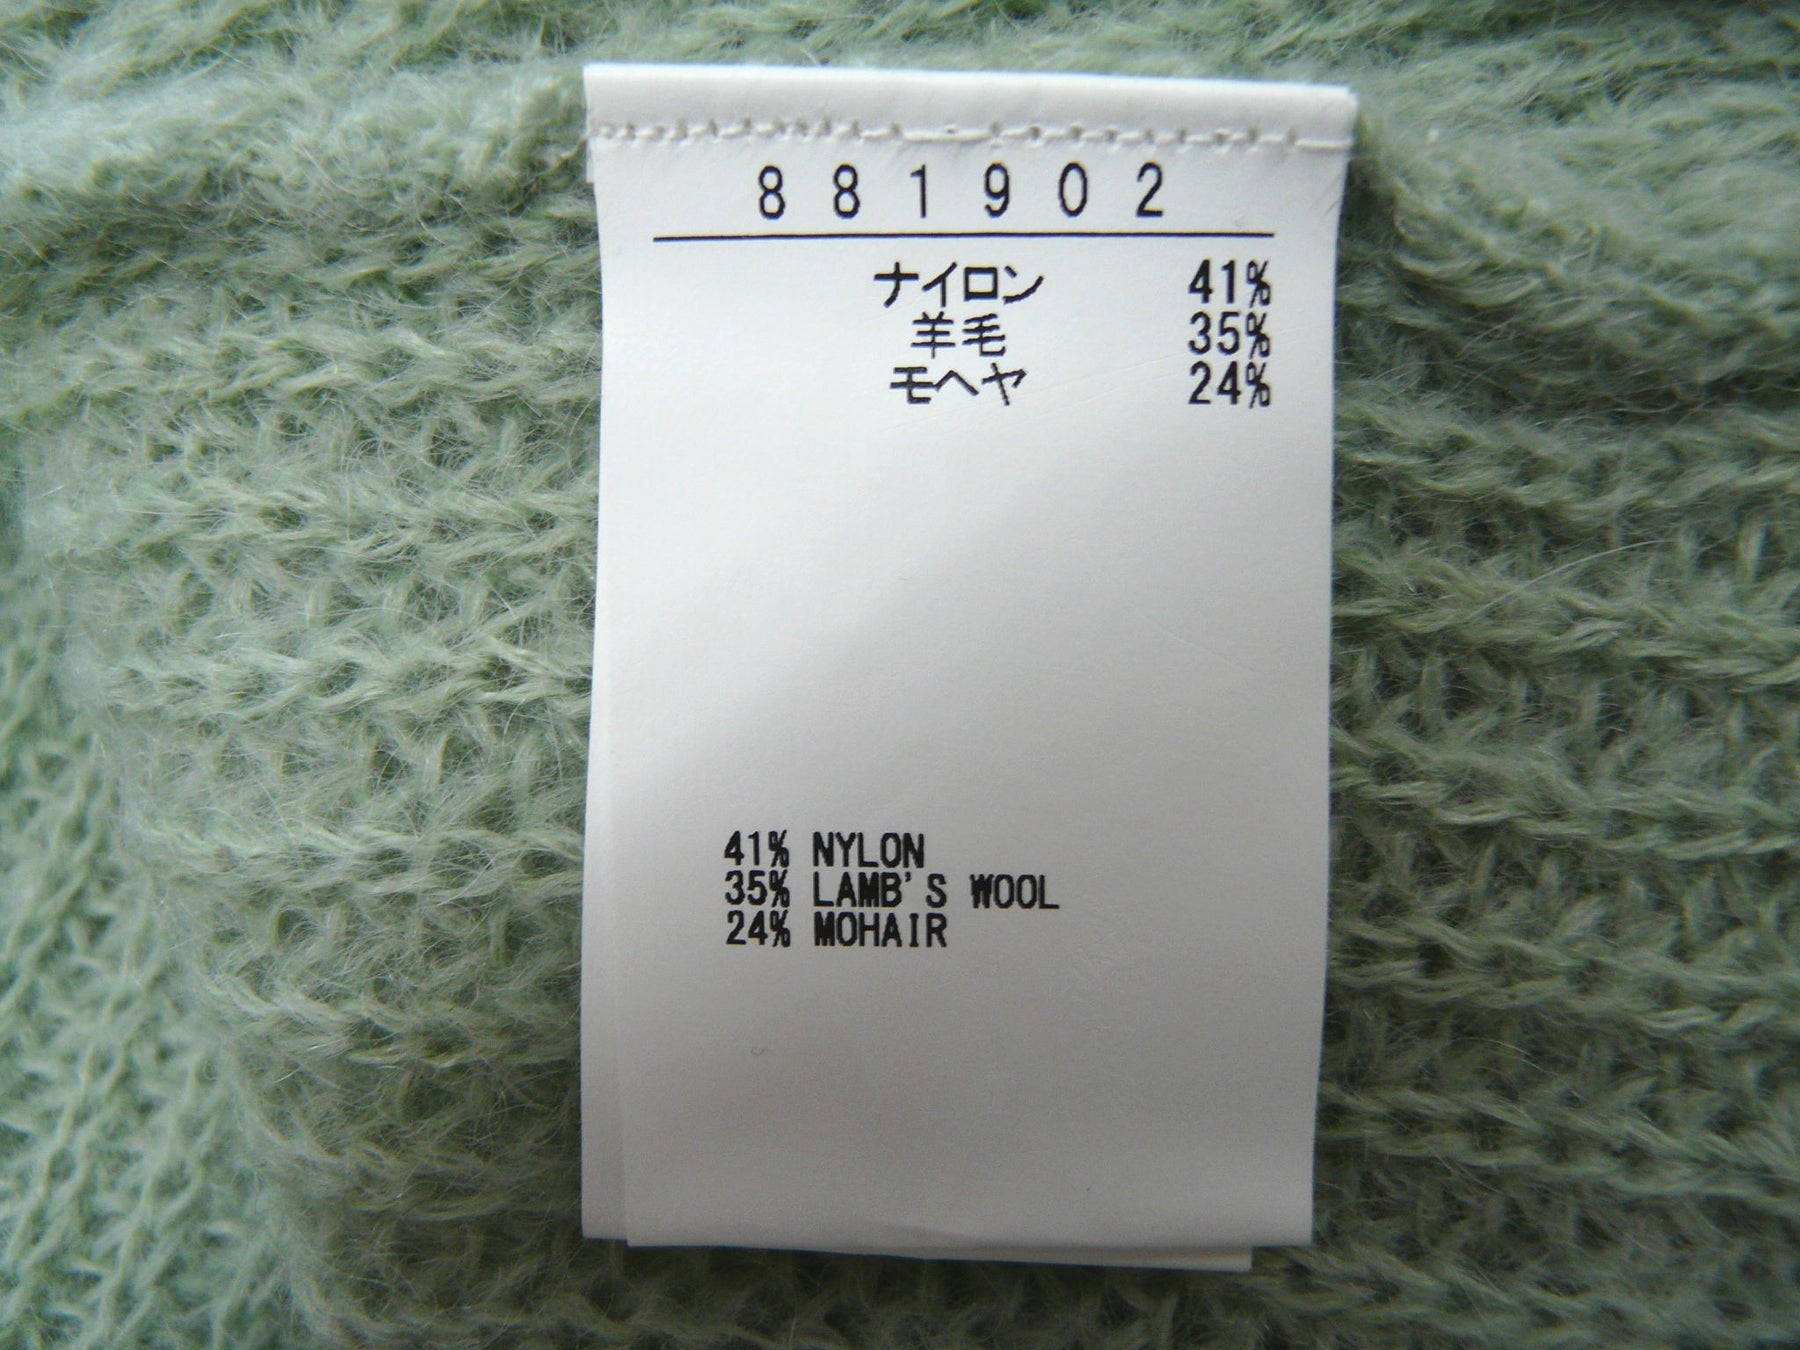 881902
ナイロン 41%
羊毛 35%
モヘヤ 24%
41% NYLON
35% LAMB'S WOOL
24% MOHAIR